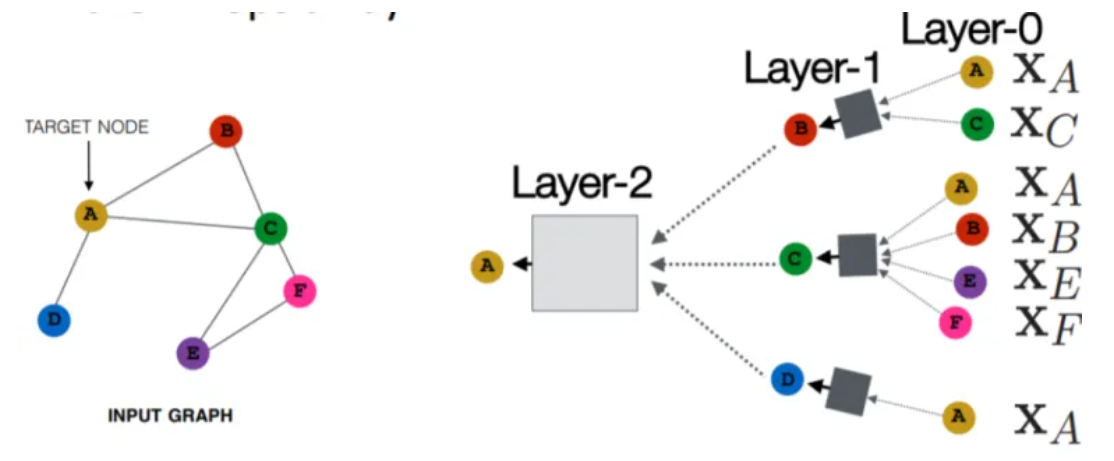 TARGET NODE
B
A
C
F
D
E
INPUT GRAPH
Layer-0
Layer-1
Layer-2
A X_A
C X_C
B
A X_A
B X_B
E X_E
F X_F
C
A
D
A X_A